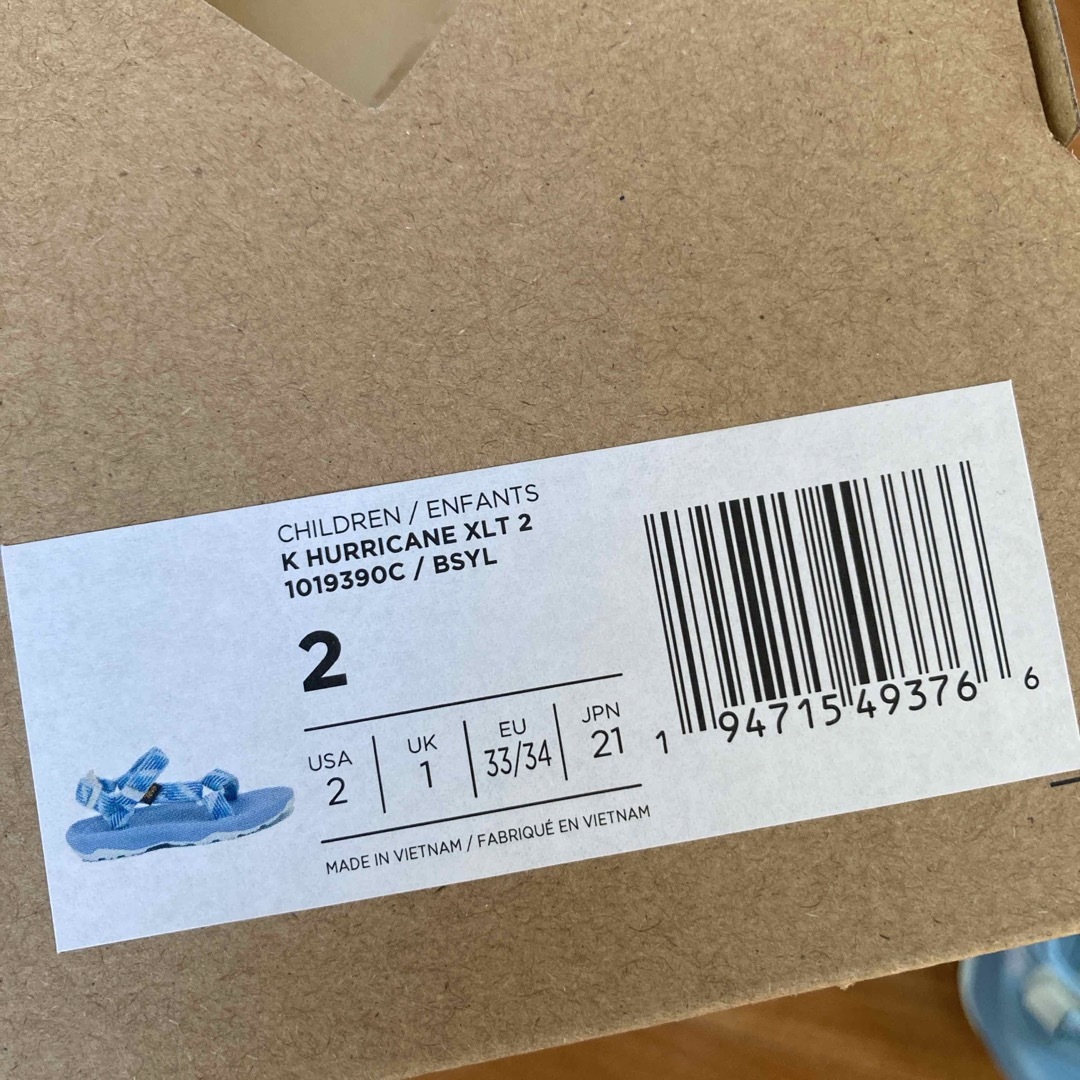 CHILDREN / ENFANTS
K HURRICANE XLT 2
1019390C / BSYL
2
USA UK EU JPN
2 1 33/34 21
MADE IN VIETNAM / FABRIQUÉ EN VIETNAM
1 94715 49376 6